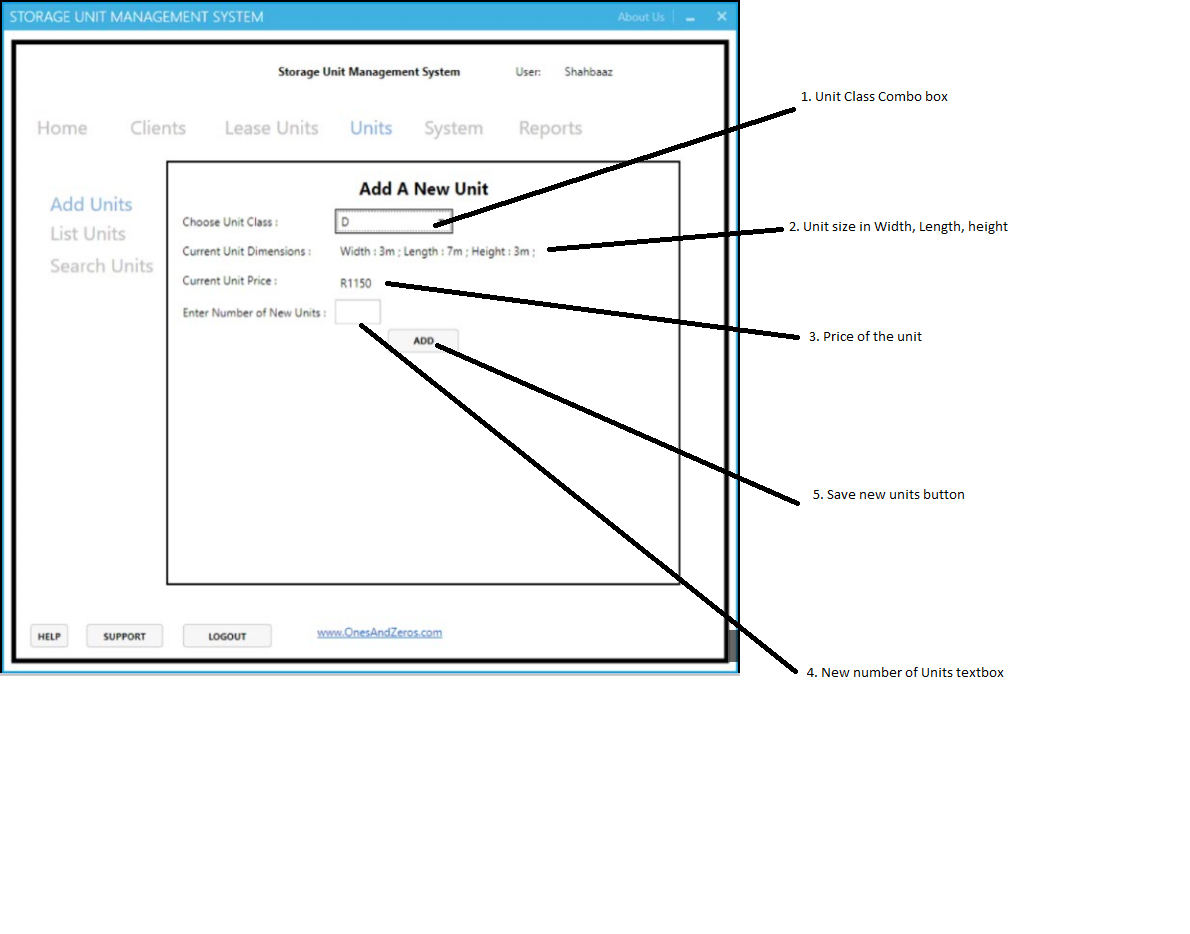 STORAGE UNIT MANAGEMENT SYSTEM About Us
Storage Unit Management System User: Shahbaaz
Home Clients Lease Units Units System Reports
Add Units
List Units
Search Units
Add A New Unit
Choose Unit Class : D
Current Unit Dimensions : Width : 3m ; Length : 7m ; Height : 3m ;
Current Unit Price : R1150
Enter Number of New Units :
ADD
HELP SUPPORT LOGOUT www.OnesAndZeros.com
1. Unit Class Combo box
2. Unit size in Width, Length, height
3. Price of the unit
5. Save new units button
4. New number of Units textbox